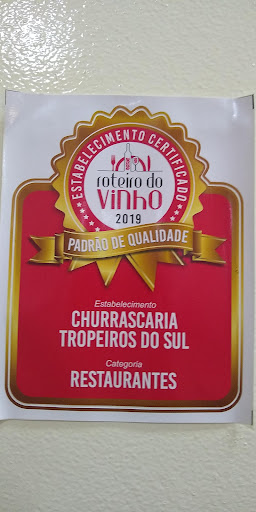 ESTABELECIMENTO CERTIFICADO
roteiro do
vinho
2019
PADRÃO DE QUALIDADE
Estabelecimento
CHURRASCARIA
TROPEIROS DO SUL
Categoria
RESTAURANTES